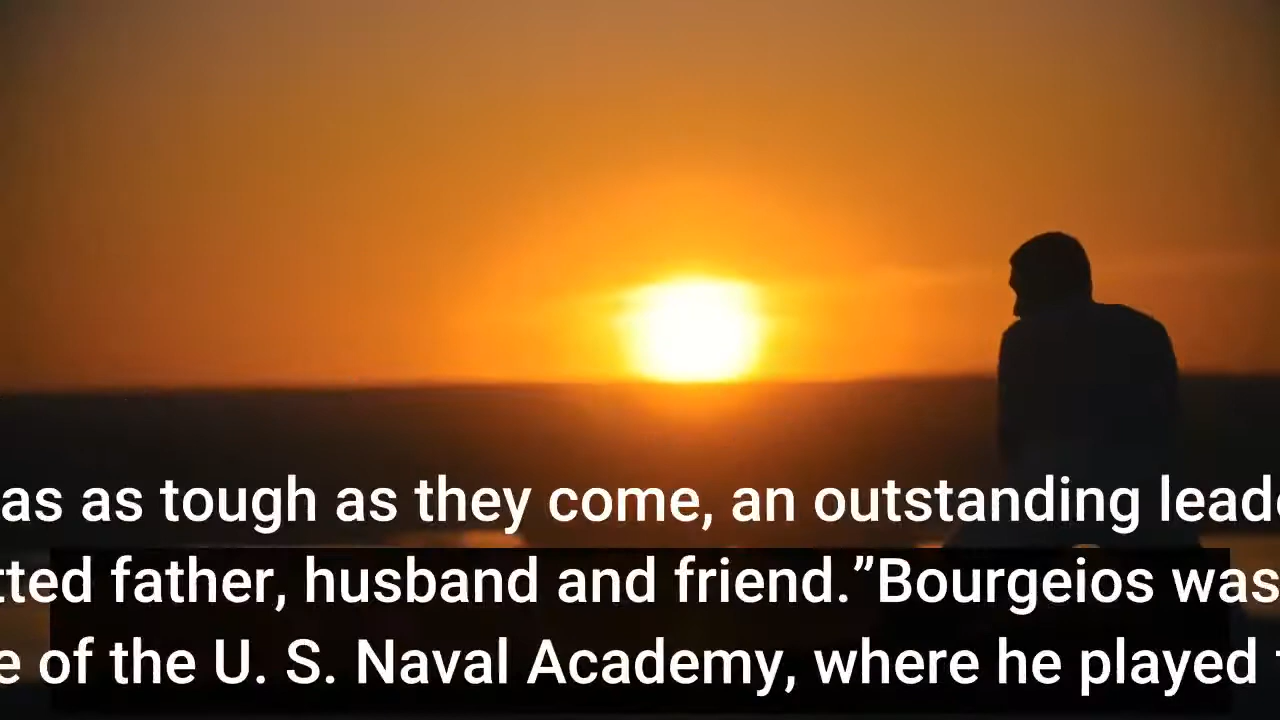 as as tough as they come, an outstanding lead
tted father, husband and friend.”Bourgeios was
e of the U. S. Naval Academy, where he played